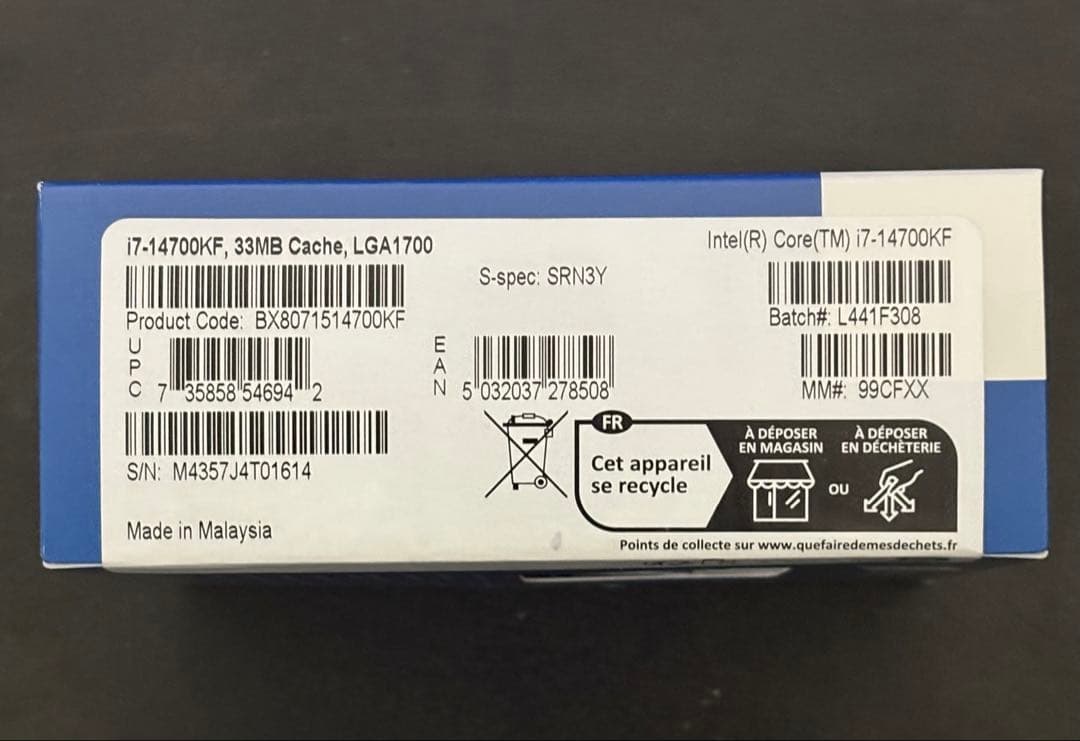 i7-14700KF, 33MB Cache, LGA1700
Intel(R) Core(TM) i7-14700KF
S-spec: SRN3Y
Product Code: BX8071514700KF
Batch#: L441F308
UPC
7 35858 54694 2
EAN
5 032037 278508
MM#: 99CFXX
S/N: M4357J4T01614
FR
Cet appareil
se recycle
À DÉPOSER
EN MAGASIN
OU
À DÉPOSER
EN DÉCHÈTERIE
Made in Malaysia
Points de collecte sur www.quefairedemesdechets.fr